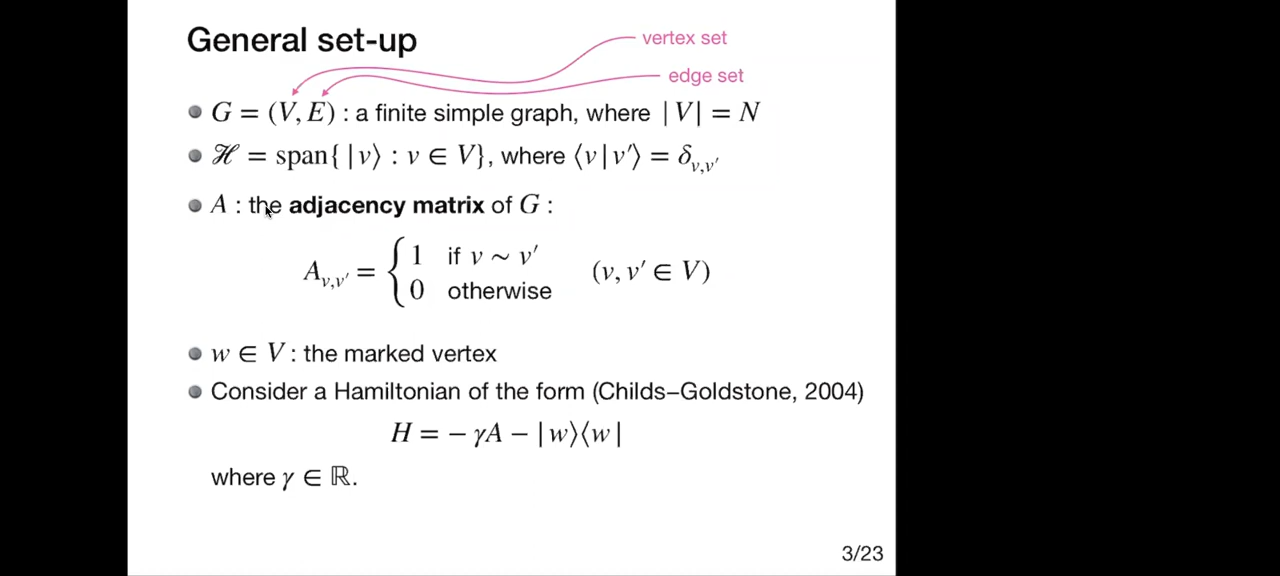 General set-up
vertex set
edge set
● G = (V, E) : a finite simple graph, where |V| = N
● ℋ = span{ |v⟩ : v ∈ V}, where ⟨v|v′⟩ = δ_{v,v′}
● A : the adjacency matrix of G :
A_{v,v′} = { 1 if v ∼ v′
0 otherwise (v, v′ ∈ V)
● w ∈ V : the marked vertex
● Consider a Hamiltonian of the form (Childs–Goldstone, 2004)
H = − γA − |w⟩⟨w|
where γ ∈ ℝ.
3/23